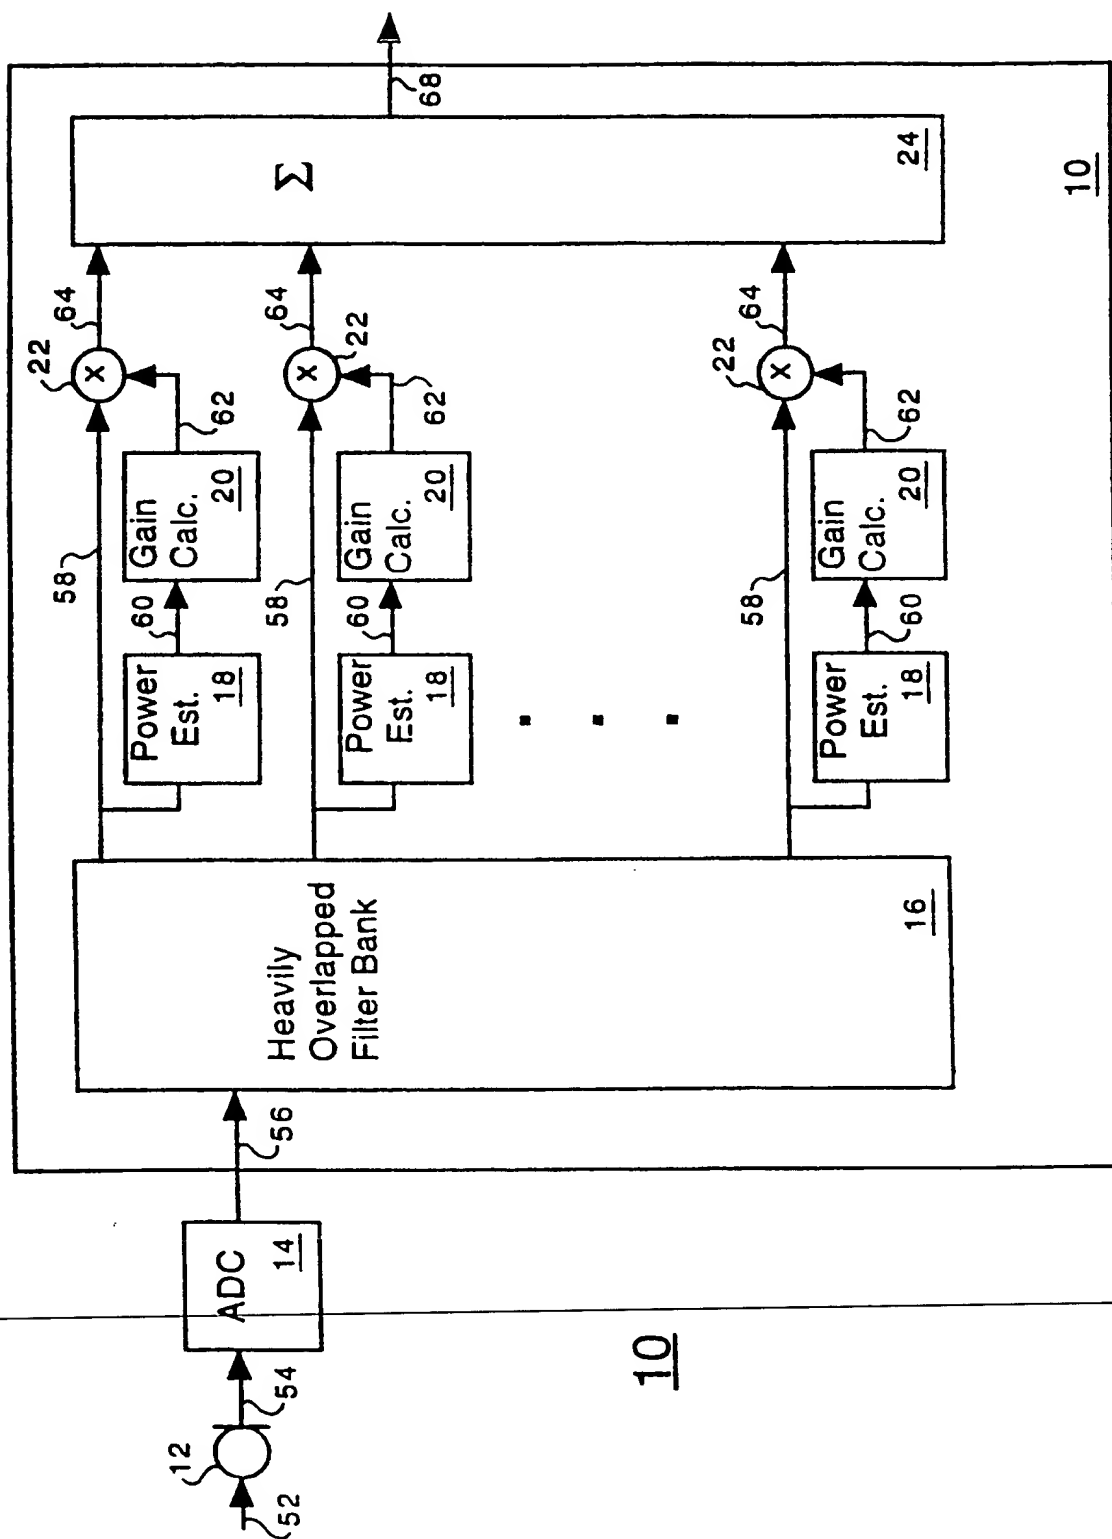 52
12
54
ADC
14
56
Heavily
Overlapped
Filter Bank
16
58
Power
Est.
18
60
Gain
Calc.
20
62
22
X
64
58
Power
Est.
18
60
Gain
Calc.
20
62
22
X
64
58
Power
Est.
18
60
Gain
Calc.
20
62
22
X
64
Σ
24
68
10
10